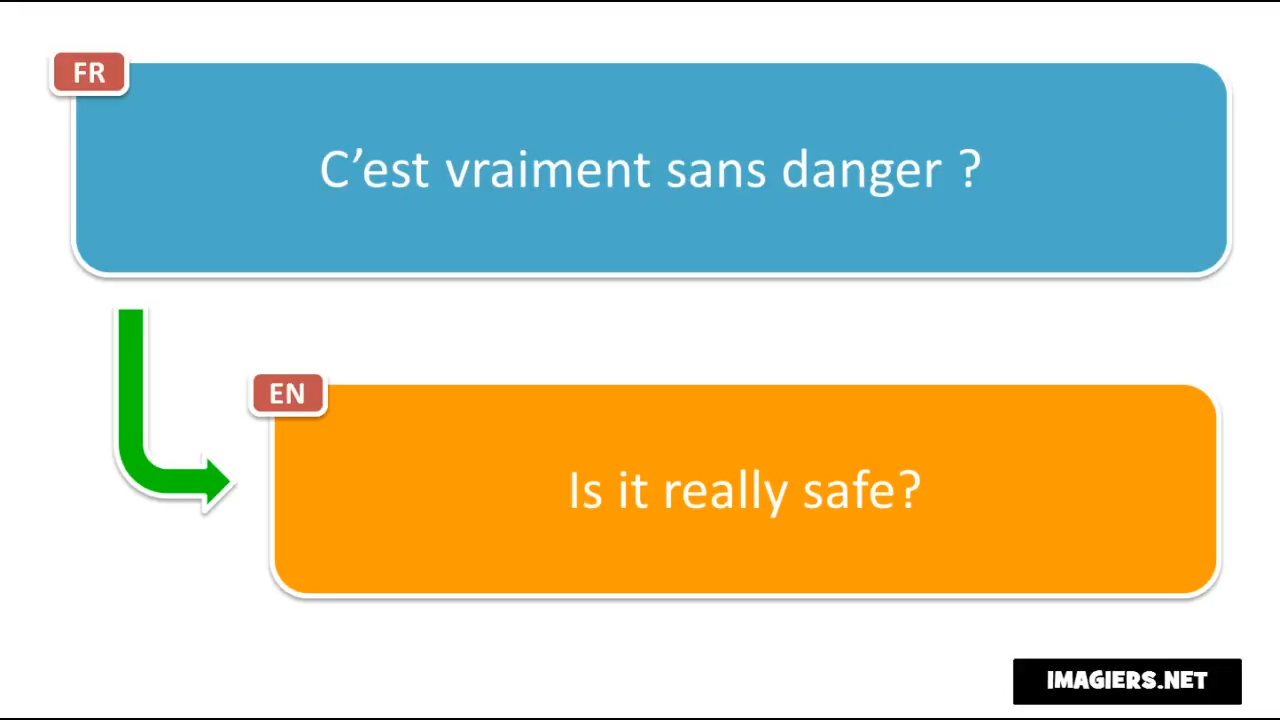 FR
C’est vraiment sans danger ?
EN
Is it really safe?
IMAGIERS.NET